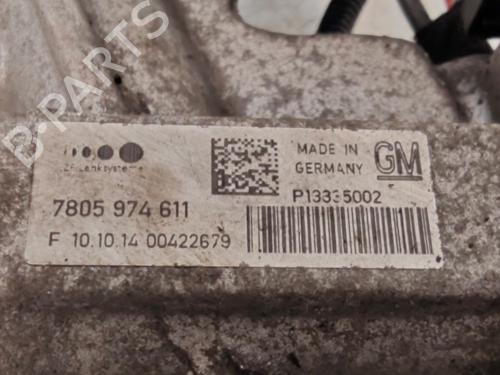 B-PARTS
ZF Lenksysteme
MADE IN
GERMANY
GM
P13335002
7805 974 611
F 10.10.14 00422679